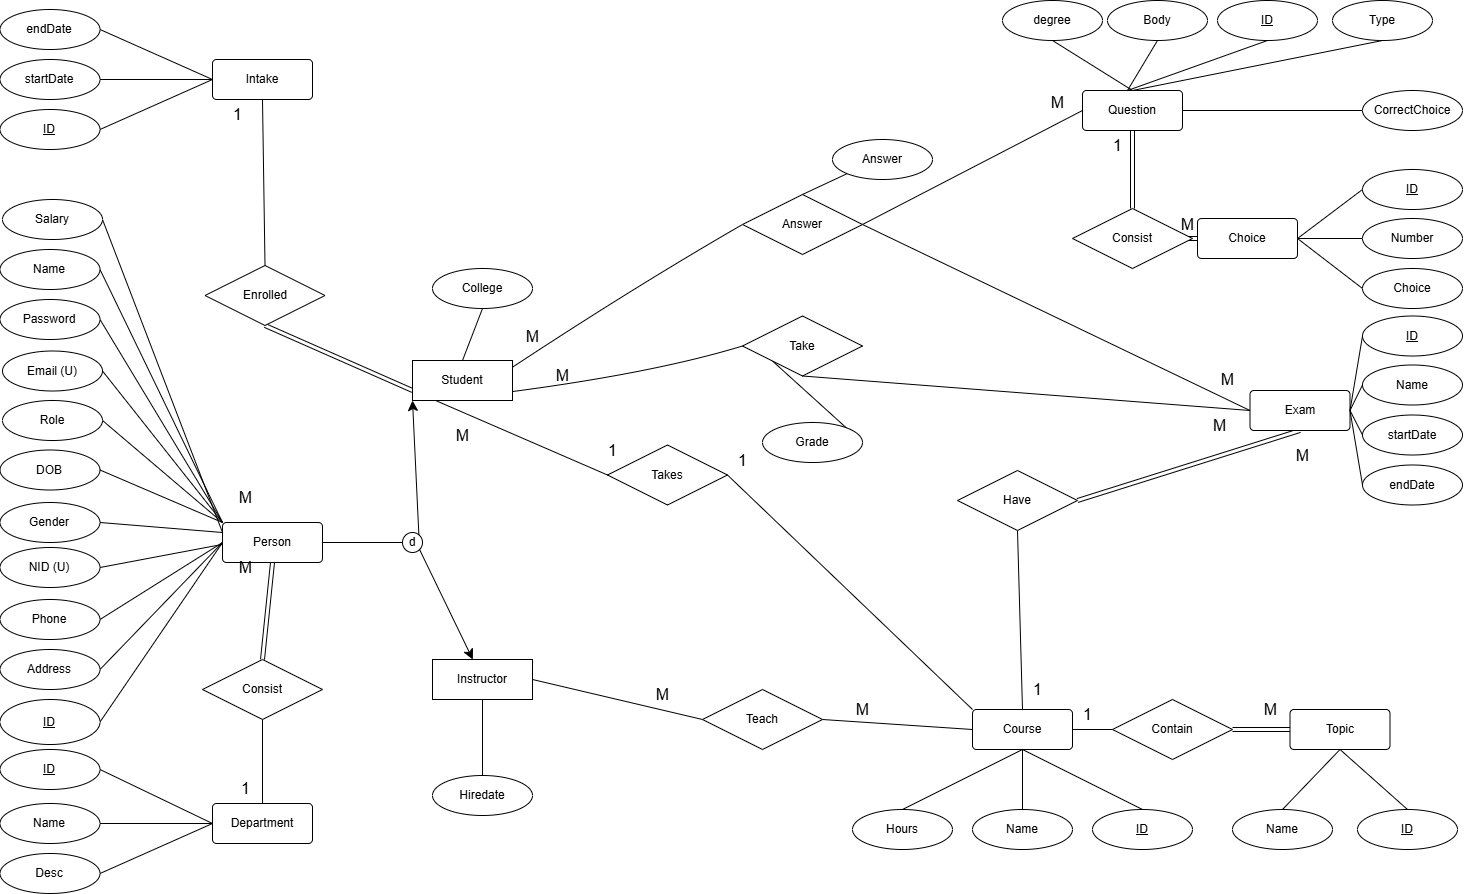 endDate
startDate
ID
Intake
1
degree
Body
ID
Type
M
Question
CorrectChoice
1
Answer
Answer
Consist
M
Choice
ID
Number
Choice
Salary
Name
Password
Email (U)
Role
DOB
Gender
NID (U)
Phone
Address
ID
Enrolled
College
M
Student
M
M
Take
Grade
M
Exam
M
M
ID
Name
startDate
endDate
1
Takes
1
Have
M
Person
M
d
Consist
1
ID
Name
Desc
Department
Instructor
Hiredate
M
Teach
M
1
Course
1
Contain
M
Topic
Hours
Name
ID
Name
ID